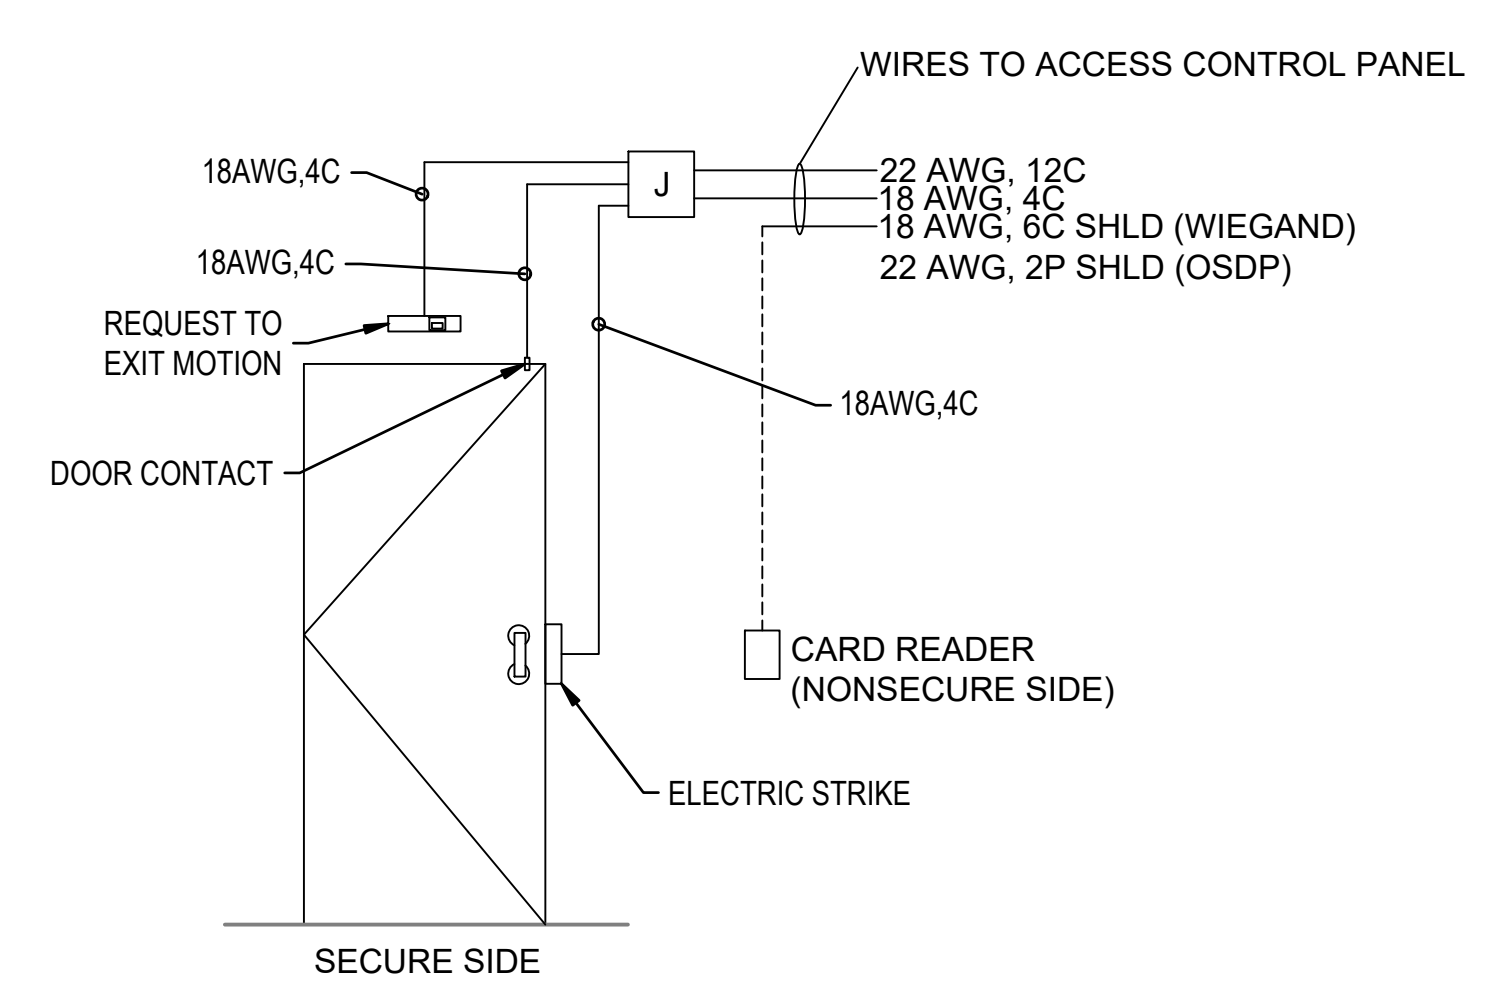 WIRES TO ACCESS CONTROL PANEL
18AWG,4C
J
22 AWG, 12C
18 AWG, 4C
18 AWG, 6C SHLD (WIEGAND)
22 AWG, 2P SHLD (OSDP)
18AWG,4C
REQUEST TO
EXIT MOTION
18AWG,4C
DOOR CONTACT
CARD READER
(NONSECURE SIDE)
ELECTRIC STRIKE
SECURE SIDE